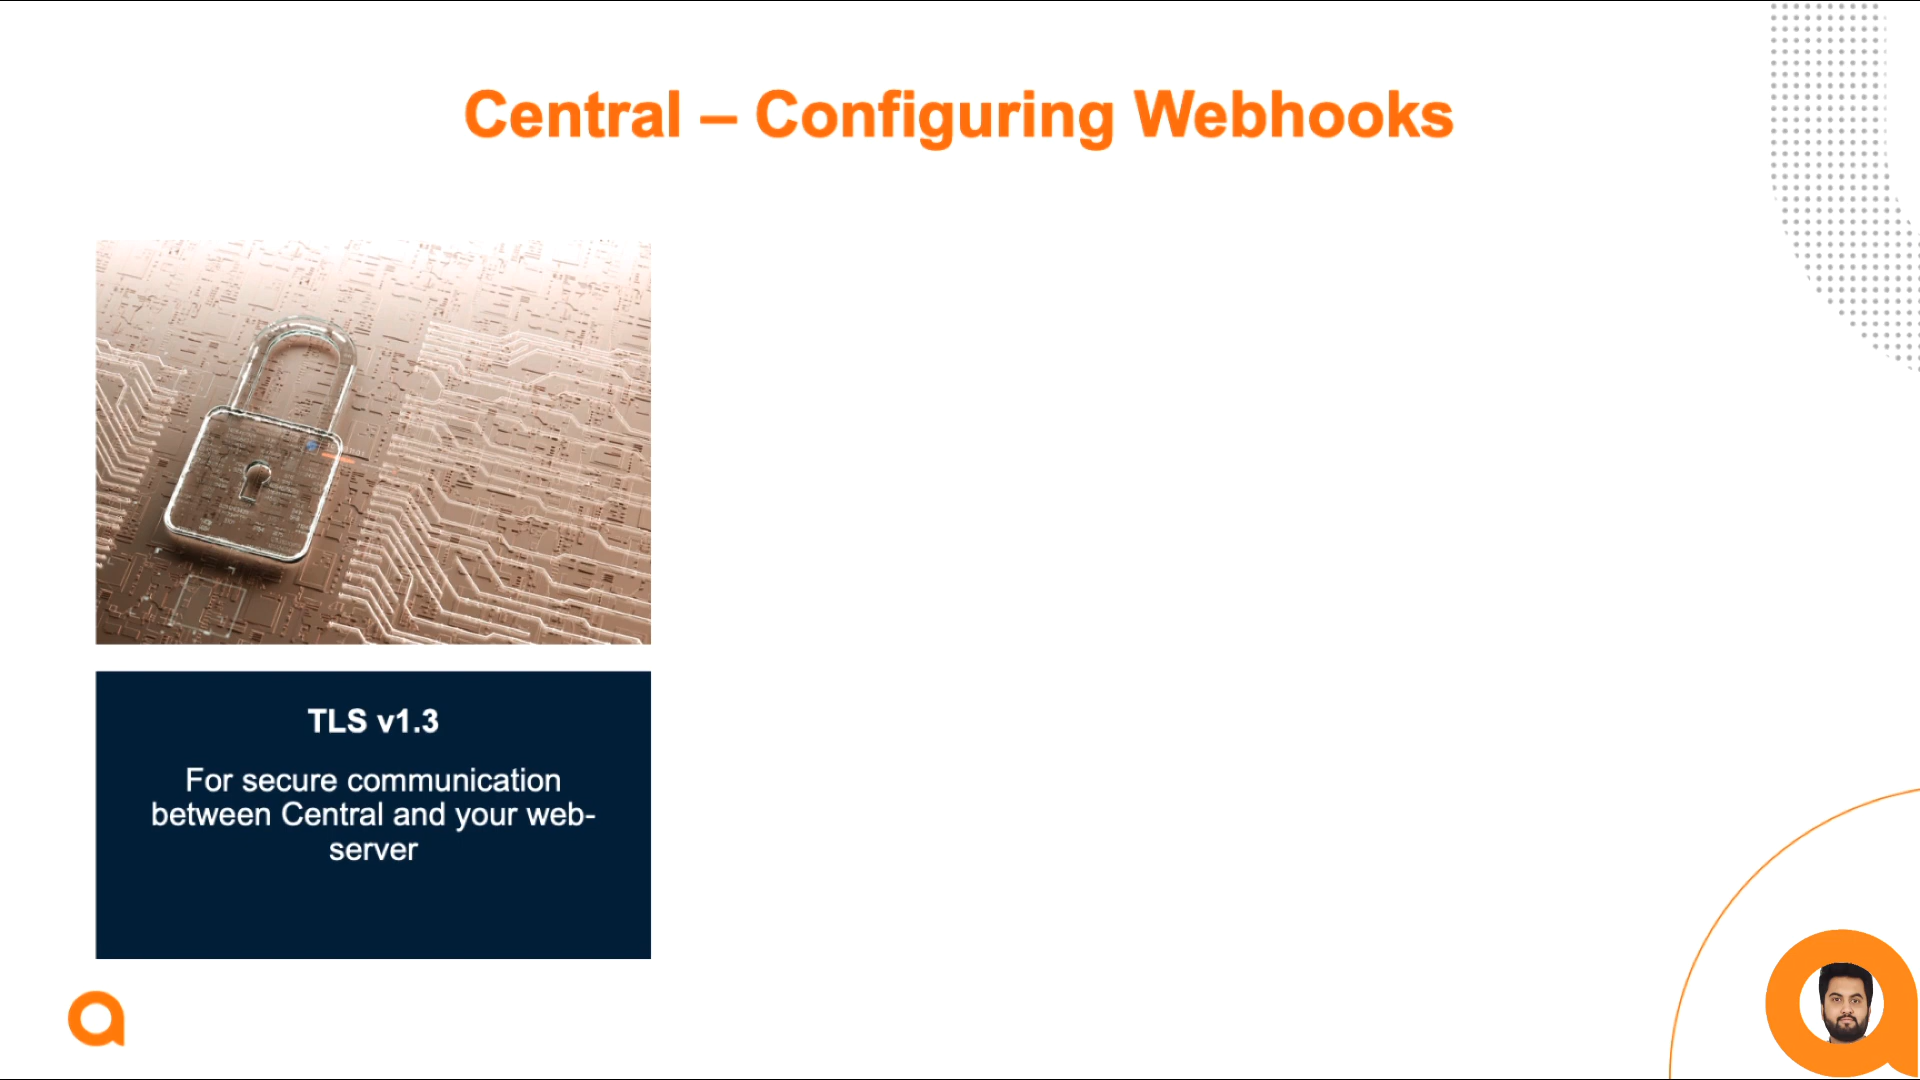 Central – Configuring Webhooks
TLS v1.3
For secure communication
between Central and your web-
server